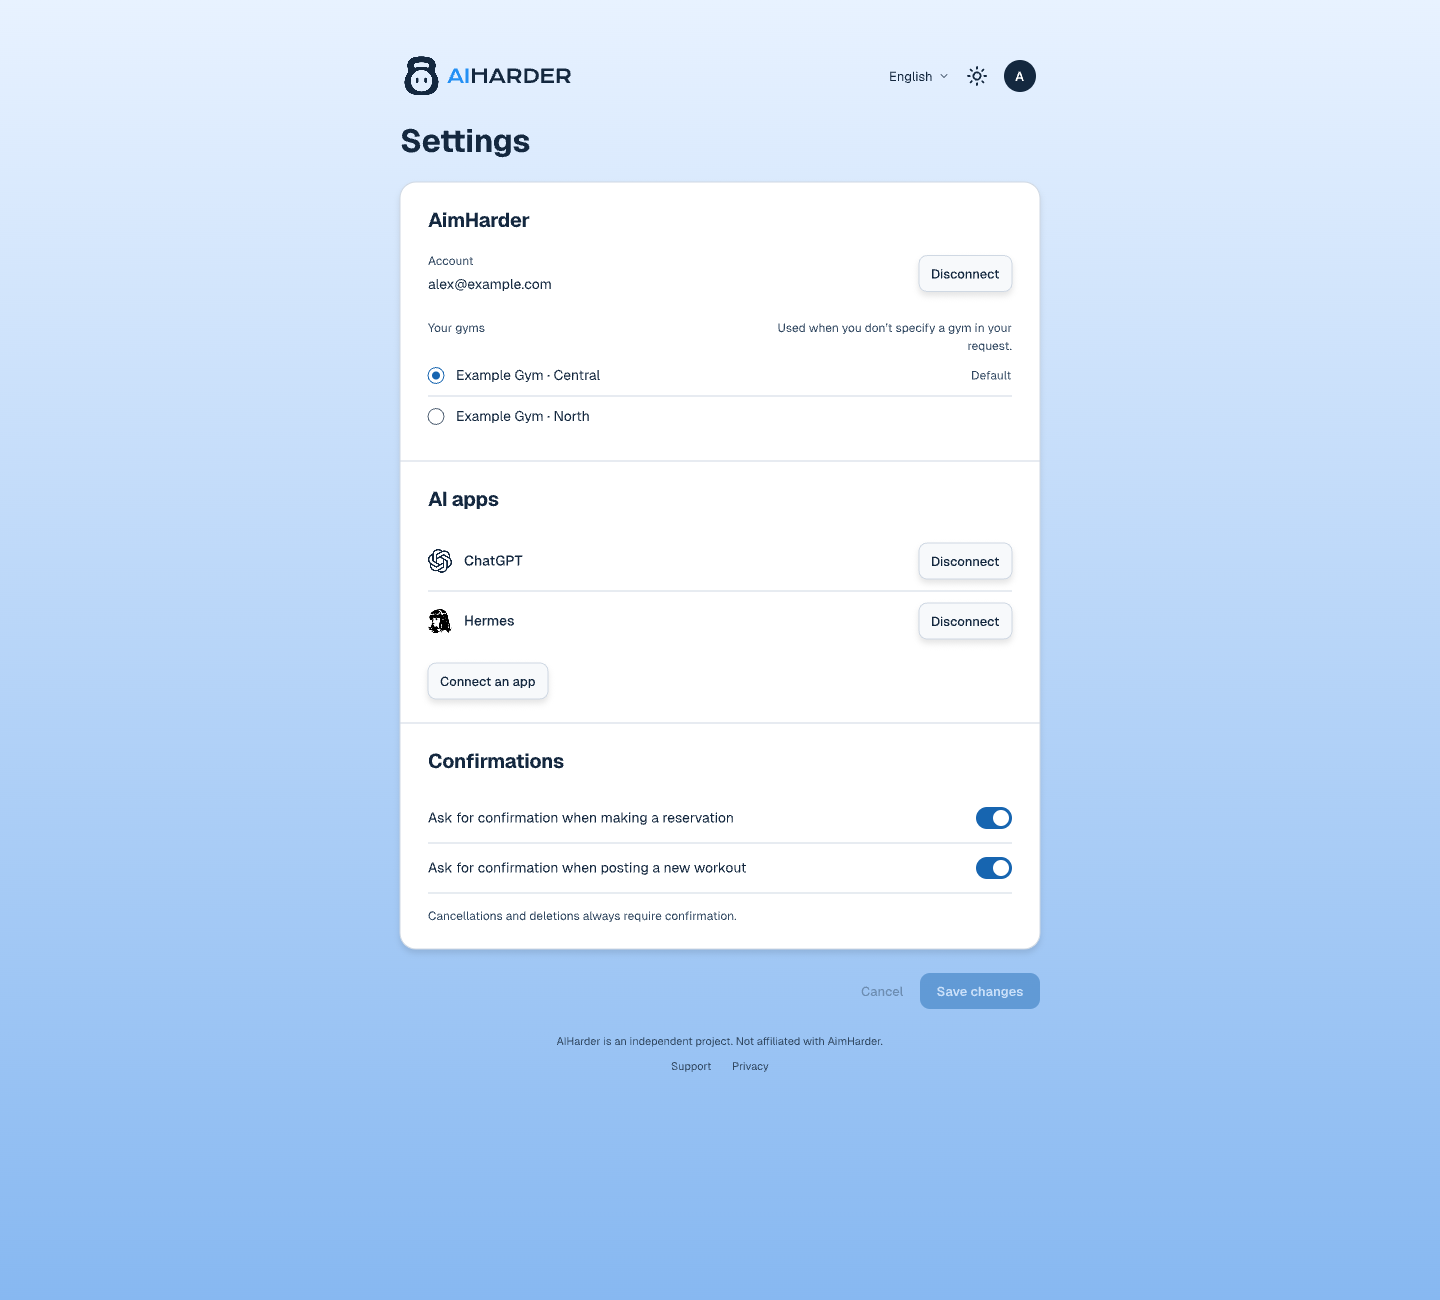 AIHARDER
English
A
Settings
AimHarder
Account
alex@example.com
Disconnect
Your gyms
Used when you don’t specify a gym in your
request.
Example Gym · Central
Default
Example Gym · North
AI apps
ChatGPT
Disconnect
Hermes
Disconnect
Connect an app
Confirmations
Ask for confirmation when making a reservation
Ask for confirmation when posting a new workout
Cancellations and deletions always require confirmation.
Cancel
Save changes
AIHarder is an independent project. Not affiliated with AimHarder.
Support
Privacy